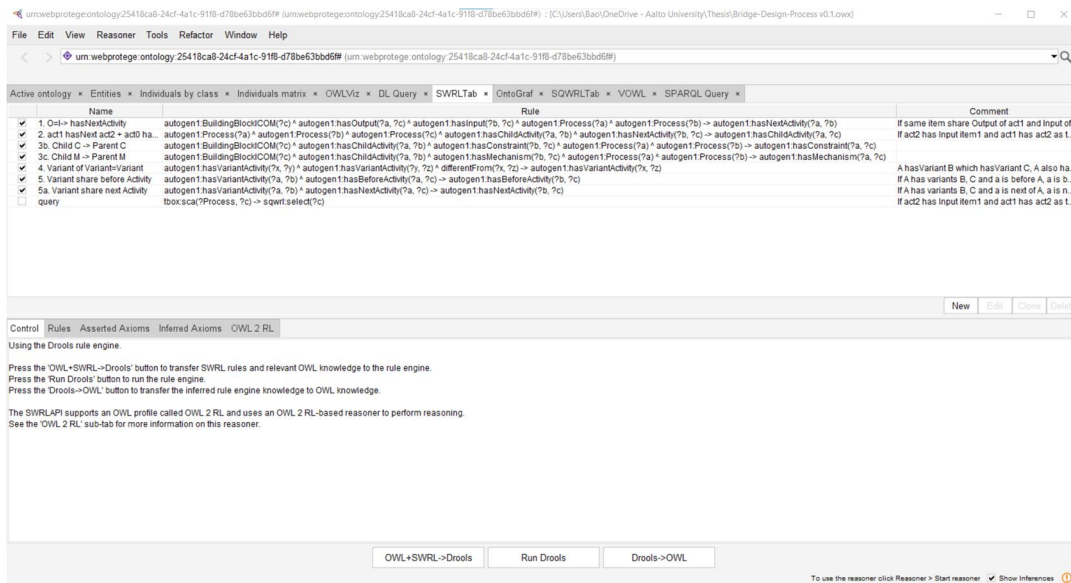 urn:webprotege:ontology:25418ca8-24cf-4a1c-91f8-d78be63bbd6f# (urn:webprotege:ontology:25418ca8-24cf-4a1c-91f8-d78be63bbd6f#) : [C:\Users\Bao\OneDrive - Aalto University\Thesis\Bridge-Design-Process v0.1.owx]
File Edit View Reasoner Tools Refactor Window Help
urn:webprotege:ontology:25418ca8-24cf-4a1c-91f8-d78be63bbd6f# (urn:webprotege:ontology:25418ca8-24cf-4a1c-91f8-d78be63bbd6f#)
Active ontology × Entities × Individuals by class × Individuals matrix × OWLViz × DL Query × SWRLTab × OntoGraf × SQWRLTab × VOWL × SPARQL Query ×
Name Rule Comment
1. O=I-> hasNextActivity autogen1:BuildingBlockICOM(?c) ^ autogen1:hasOutput(?a, ?c) ^ autogen1:hasInput(?b, ?c) ^ autogen1:Process(?a) ^ autogen1:Process(?b) -> autogen1:hasNextActivity(?a, ?b) If same item share Output of act1 and Input of
2. act1 hasNext act2 + act0 ha... autogen1:Process(?a) ^ autogen1:Process(?b) ^ autogen1:Process(?c) ^ autogen1:hasChildActivity(?a, ?b) ^ autogen1:hasNextActivity(?b, ?c) -> autogen1:hasChildActivity(?a, ?c) If act2 has Input item1 and act1 has act2 as t..
3b. Child C -> Parent C autogen1:BuildingBlockICOM(?c) ^ autogen1:hasChildActivity(?a, ?b) ^ autogen1:hasConstraint(?b, ?c) ^ autogen1:Process(?a) ^ autogen1:Process(?b) -> autogen1:hasConstraint(?a, ?c)
3c. Child M -> Parent M autogen1:BuildingBlockICOM(?c) ^ autogen1:hasChildActivity(?a, ?b) ^ autogen1:hasMechanism(?b, ?c) ^ autogen1:Process(?a) ^ autogen1:Process(?b) -> autogen1:hasMechanism(?a, ?c)
4. Variant of Variant=Variant autogen1:hasVariantActivity(?x, ?y) ^ autogen1:hasVariantActivity(?y, ?z) ^ differentFrom(?x, ?z) -> autogen1:hasVariantActivity(?x, ?z) A hasVariant B which hasVariant C, A also ha..
5. Variant share before Activity autogen1:hasVariantActivity(?a, ?b) ^ autogen1:hasBeforeActivity(?a, ?c) -> autogen1:hasBeforeActivity(?b, ?c) If A has variants B, C and a is before A, a is b..
5a. Variant share next Activity autogen1:hasVariantActivity(?a, ?b) ^ autogen1:hasNextActivity(?a, ?c) -> autogen1:hasNextActivity(?b, ?c) If A has variants B, C and a is next of A, a is n..
query tbox:sca(?Process, ?c) -> sqwrl:select(?c) If act2 has Input item1 and act1 has act2 as t..
New Edit Clone Delet
Control Rules Asserted Axioms Inferred Axioms OWL 2 RL
Using the Drools rule engine.
Press the 'OWL+SWRL->Drools' button to transfer SWRL rules and relevant OWL knowledge to the rule engine.
Press the 'Run Drools' button to run the rule engine.
Press the 'Drools->OWL' button to transfer the inferred rule engine knowledge to OWL knowledge.
The SWRLAPI supports an OWL profile called OWL 2 RL and uses an OWL 2 RL-based reasoner to perform reasoning.
See the 'OWL 2 RL' sub-tab for more information on this reasoner.
OWL+SWRL->Drools Run Drools Drools->OWL
To use the reasoner click Reasoner > Start reasoner Show Inferences